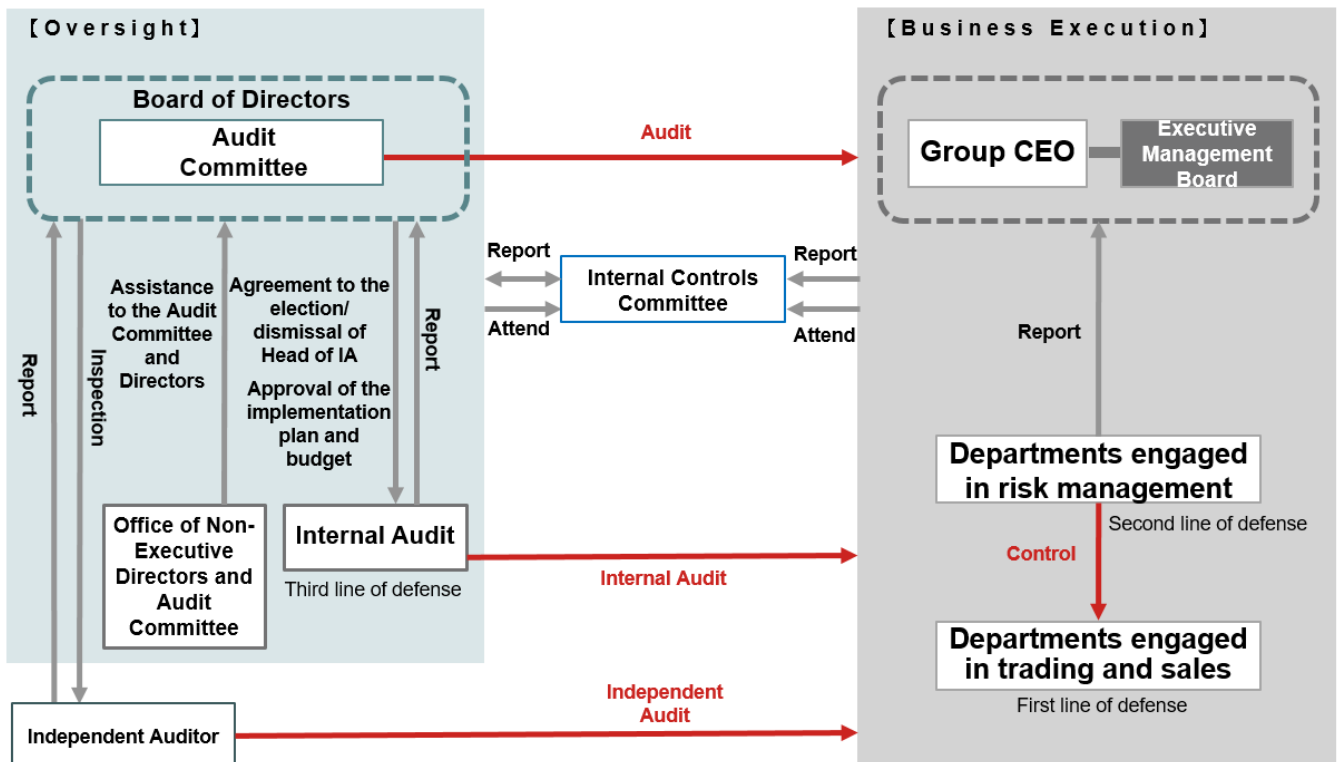 【Oversight】
Board of Directors
Audit
Committee
Report
Inspection
Assistance
to the Audit
Committee
and
Directors
Agreement to the
election/
dismissal of
Head of IA
Approval of the
implementation
plan and
budget
Report
Office of Non-
Executive
Directors and
Audit
Committee
Internal Audit
Third line of defense
Independent Auditor
Audit
Report
Attend
Internal Controls
Committee
Report
Attend
Internal Audit
Independent
Audit
【Business Execution】
Group CEO
Executive
Management
Board
Report
Departments engaged
in risk management
Second line of defense
Control
Departments engaged
in trading and sales
First line of defense